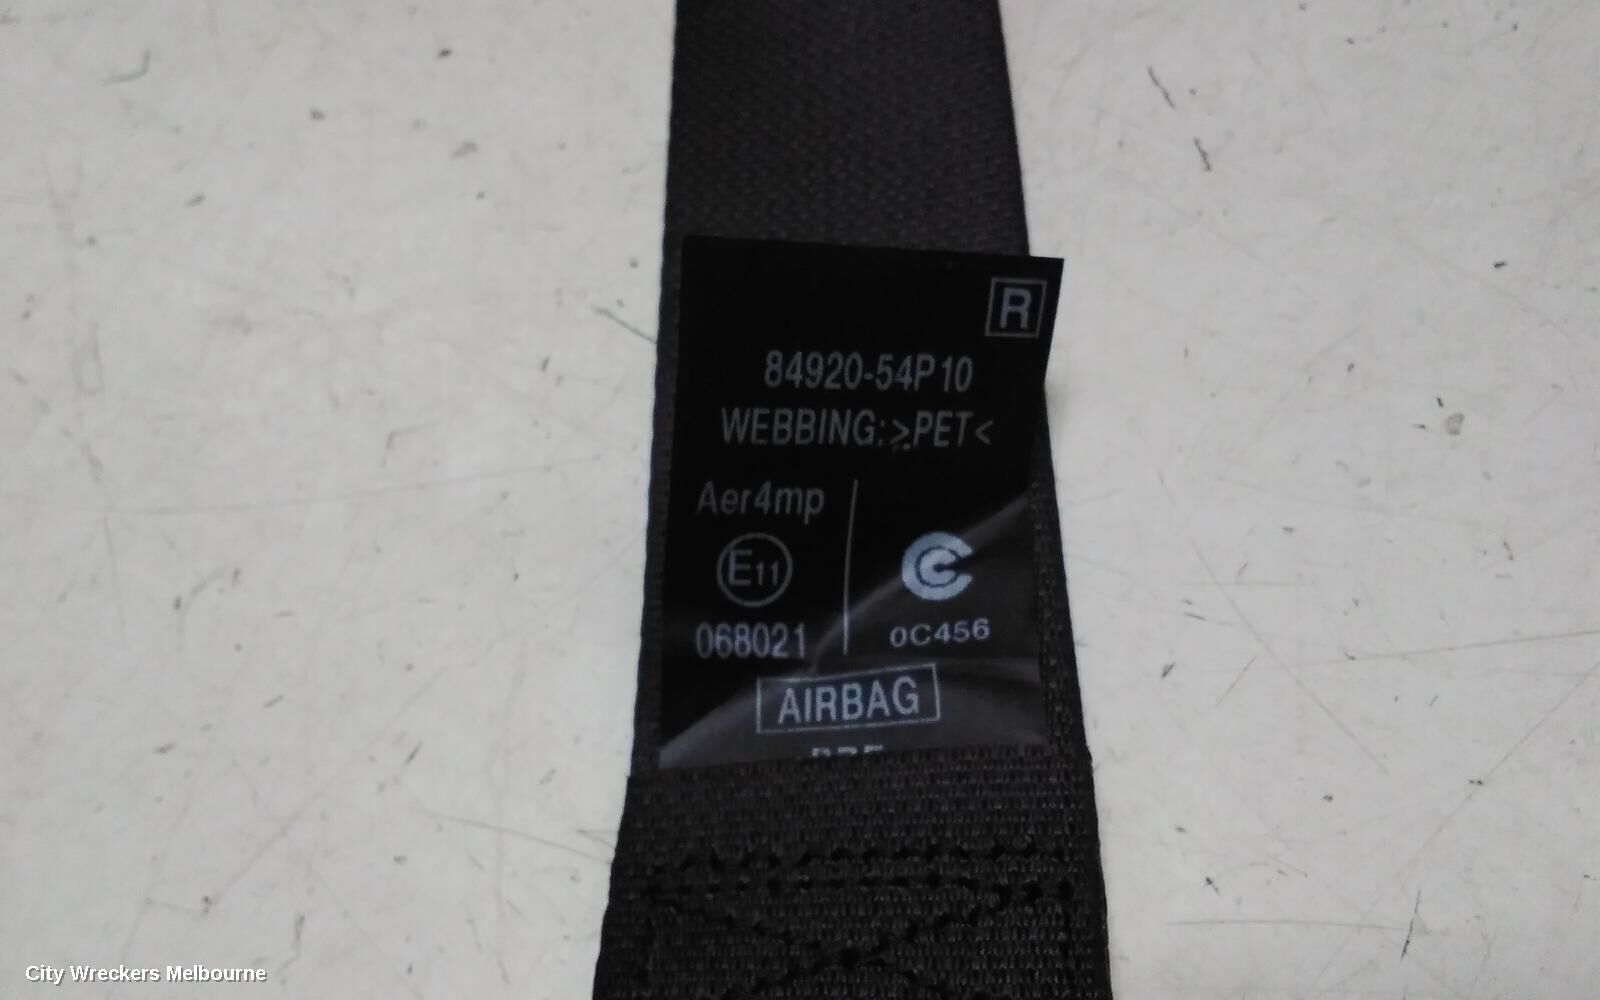 R
84920-54P10
WEBBING:>PET<
Aer4mp
E11
068021
0C456
AIRBAG
City Wreckers Melbourne